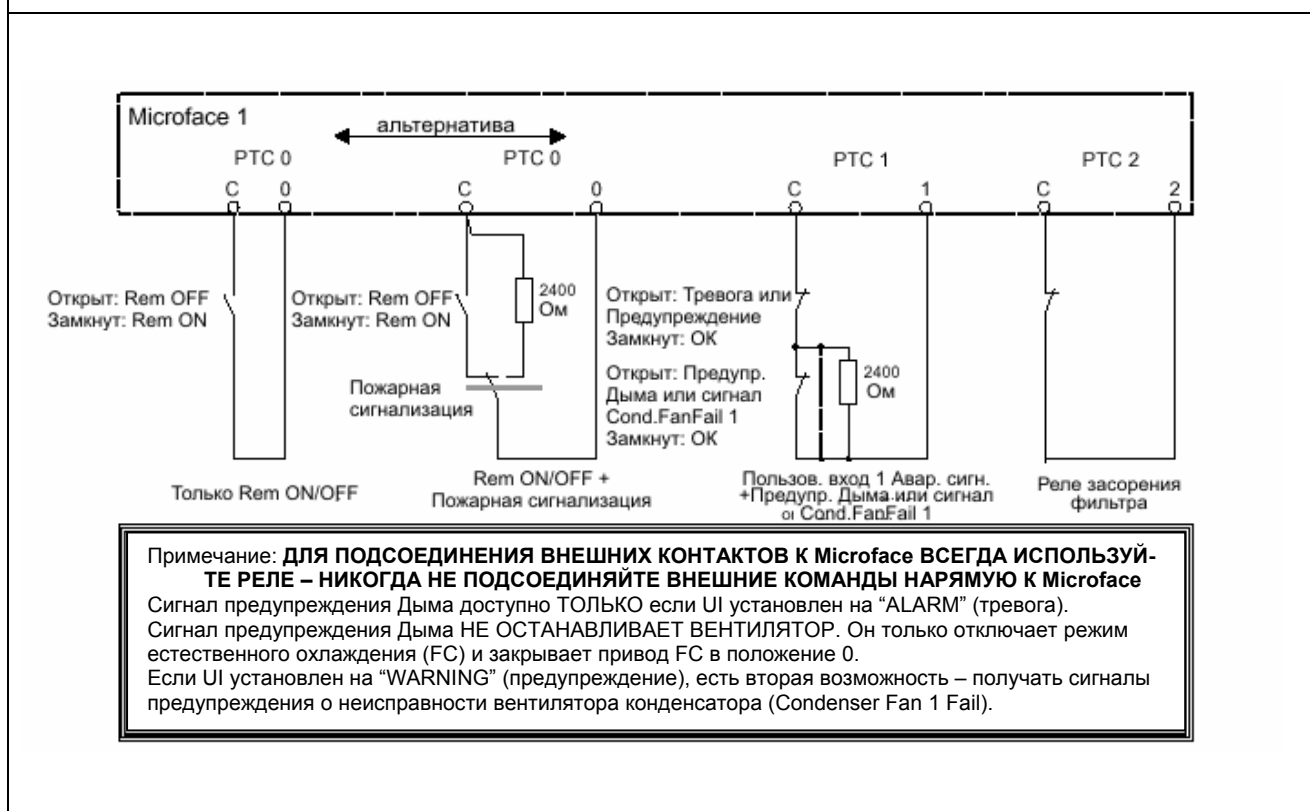 Microface 1
альтернатива
PTC 0
PTC 0
PTC 1
PTC 2
C 0
C 0
C 1
C 2
Открыт: Rem OFF
Замкнут: Rem ON
Открыт: Rem OFF
Замкнут: Rem ON
2400
Ом
Пожарная
сигнализация
Открыт: Тревога или
Предупреждение
Замкнут: ОК
Открыт: Предупр.
Дыма или сигнал
Cond.FanFail 1
Замкнут: ОК
2400
Ом
Только Rem ON/OFF
Rem ON/OFF +
Пожарная сигнализация
Пользов. вход 1 Авар. сигн.
+Предупр. Дыма или сигнал
Cond.FanFail 1
Реле засорения
фильтра
Примечание: ДЛЯ ПОДСОЕДИНЕНИЯ ВНЕШНИХ КОНТАКТОВ К Microface ВСЕГДА ИСПОЛЬЗУЙ-
ТЕ РЕЛЕ – НИКОГДА НЕ ПОДСОЕДИНЯЙТЕ ВНЕШНИЕ КОМАНДЫ НАРЯМУЮ К Microface
Сигнал предупреждения Дыма доступно ТОЛЬКО если UI установлен на “ALARM” (тревога).
Сигнал предупреждения Дыма НЕ ОСТАНАВЛИВАЕТ ВЕНТИЛЯТОР. Он только отключает режим
естественного охлаждения (FC) и закрывает привод FC в положение 0.
Если UI установлен на “WARNING” (предупреждение), есть вторая возможность – получать сигналы
предупреждения о неисправности вентилятора конденсатора (Condenser Fan 1 Fail).